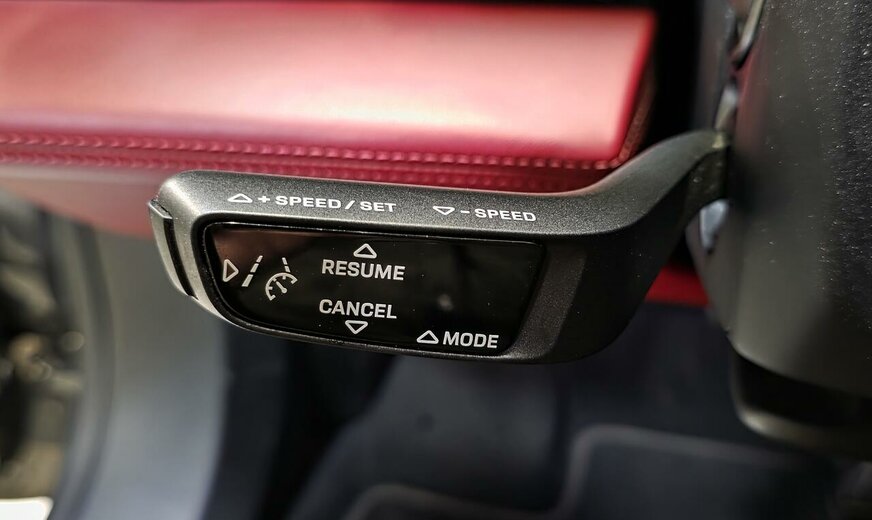 + SPEED / SET
- SPEED
RESUME
CANCEL
MODE